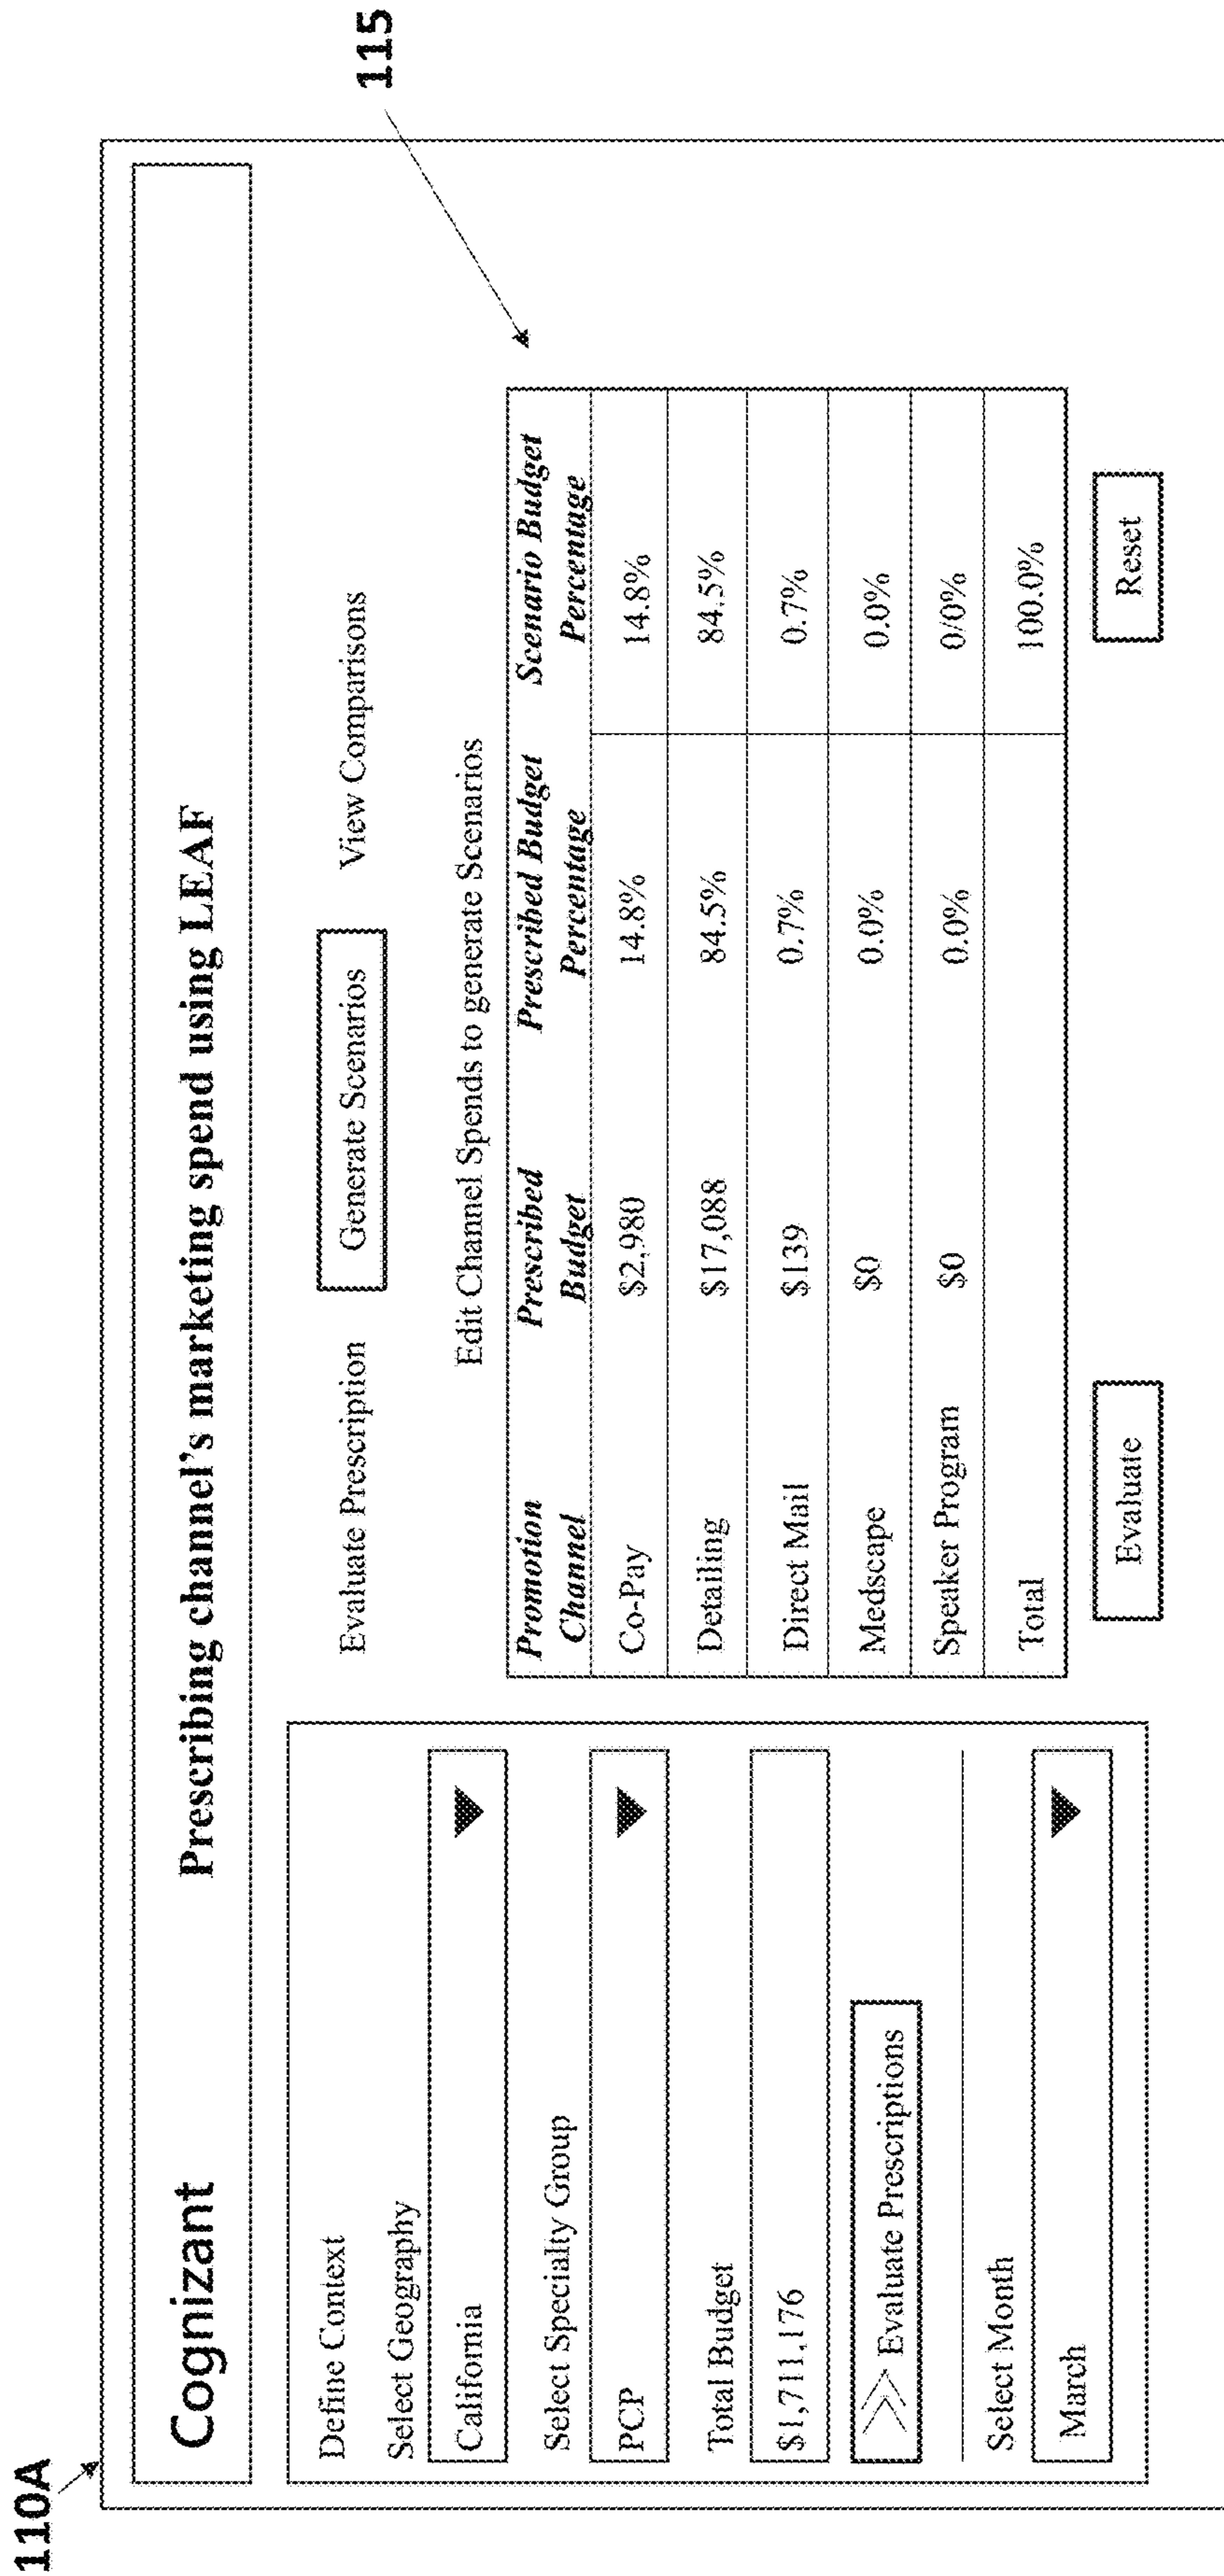 110A
Cognizant Prescribing channel's marketing spend using LEAF
115
Define Context
Select Geography
California
Select Specialty Group
PCP
Total Budget
$1,711,176
>> Evaluate Prescriptions
Select Month
March
Evaluate Prescription Generate Scenarios View Comparisons
Edit Channel Spends to generate Scenarios
Promotion Channel Prescribed Budget Prescribed Budget Percentage Scenario Budget Percentage
Co-Pay $2,980 14.8% 14.8%
Detailing $17,088 84.5% 84.5%
Direct Mail $139 0.7% 0.7%
Medscape $0 0.0% 0.0%
Speaker Program $0 0.0% 0/0%
Total 100.0%
Evaluate Reset